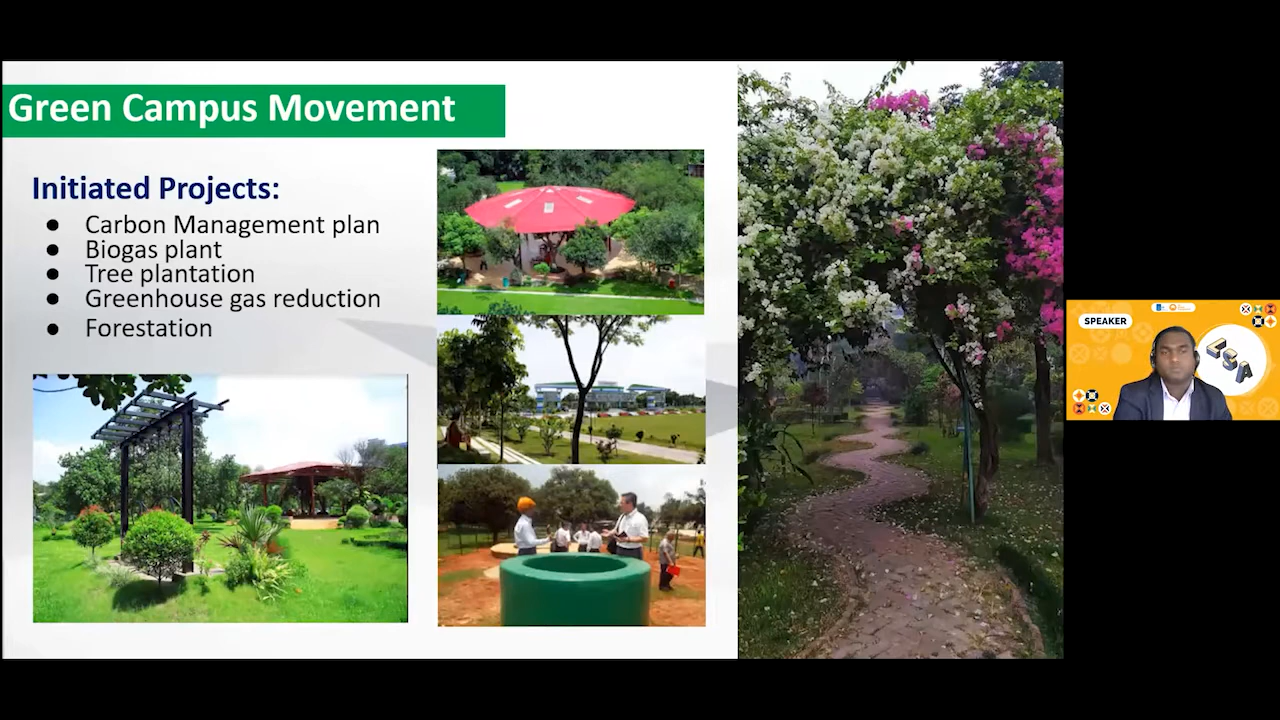 Green Campus Movement
Initiated Projects:
● Carbon Management plan
● Biogas plant
● Tree plantation
● Greenhouse gas reduction
● Forestation
SPEAKER